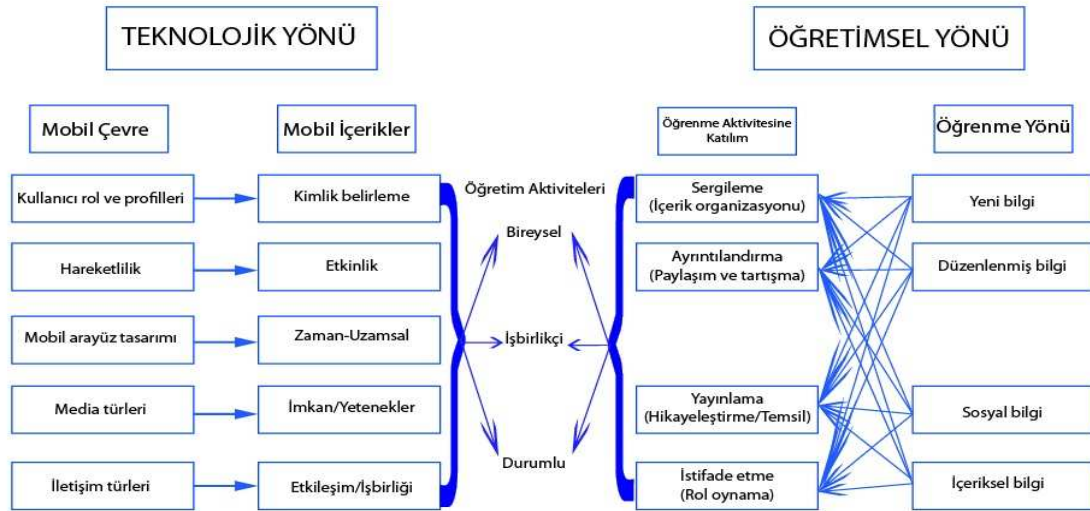 TEKNOLOJİK YÖNÜ
ÖĞRETİMSEL YÖNÜ
Mobil Çevre
Mobil İçerikler
Öğrenme Aktivitesine
Katılım
Öğrenme Yönü
Kullanıcı rol ve profilleri
Kimlik belirleme
Öğretim Aktiviteleri
Sergileme
(İçerik organizasyonu)
Yeni bilgi
Bireysel
Hareketlilik
Etkinlik
Ayrıntılandırma
(Paylaşım ve tartışma)
Düzenlenmiş bilgi
Mobil arayüz tasarımı
Zaman-Uzamsal
İşbirlikçi
Media türleri
İmkan/Yetenekler
Yayınlama
(Hikayeleştirme/Temsil)
Sosyal bilgi
Durumlu
İletişim türleri
Etkileşim/İşbirliği
İstifade etme
(Rol oynama)
İçeriksel bilgi